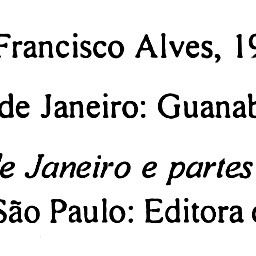 Francisco Alves, 19
de Janeiro: Guanab
de Janeiro e partes
São Paulo: Editora